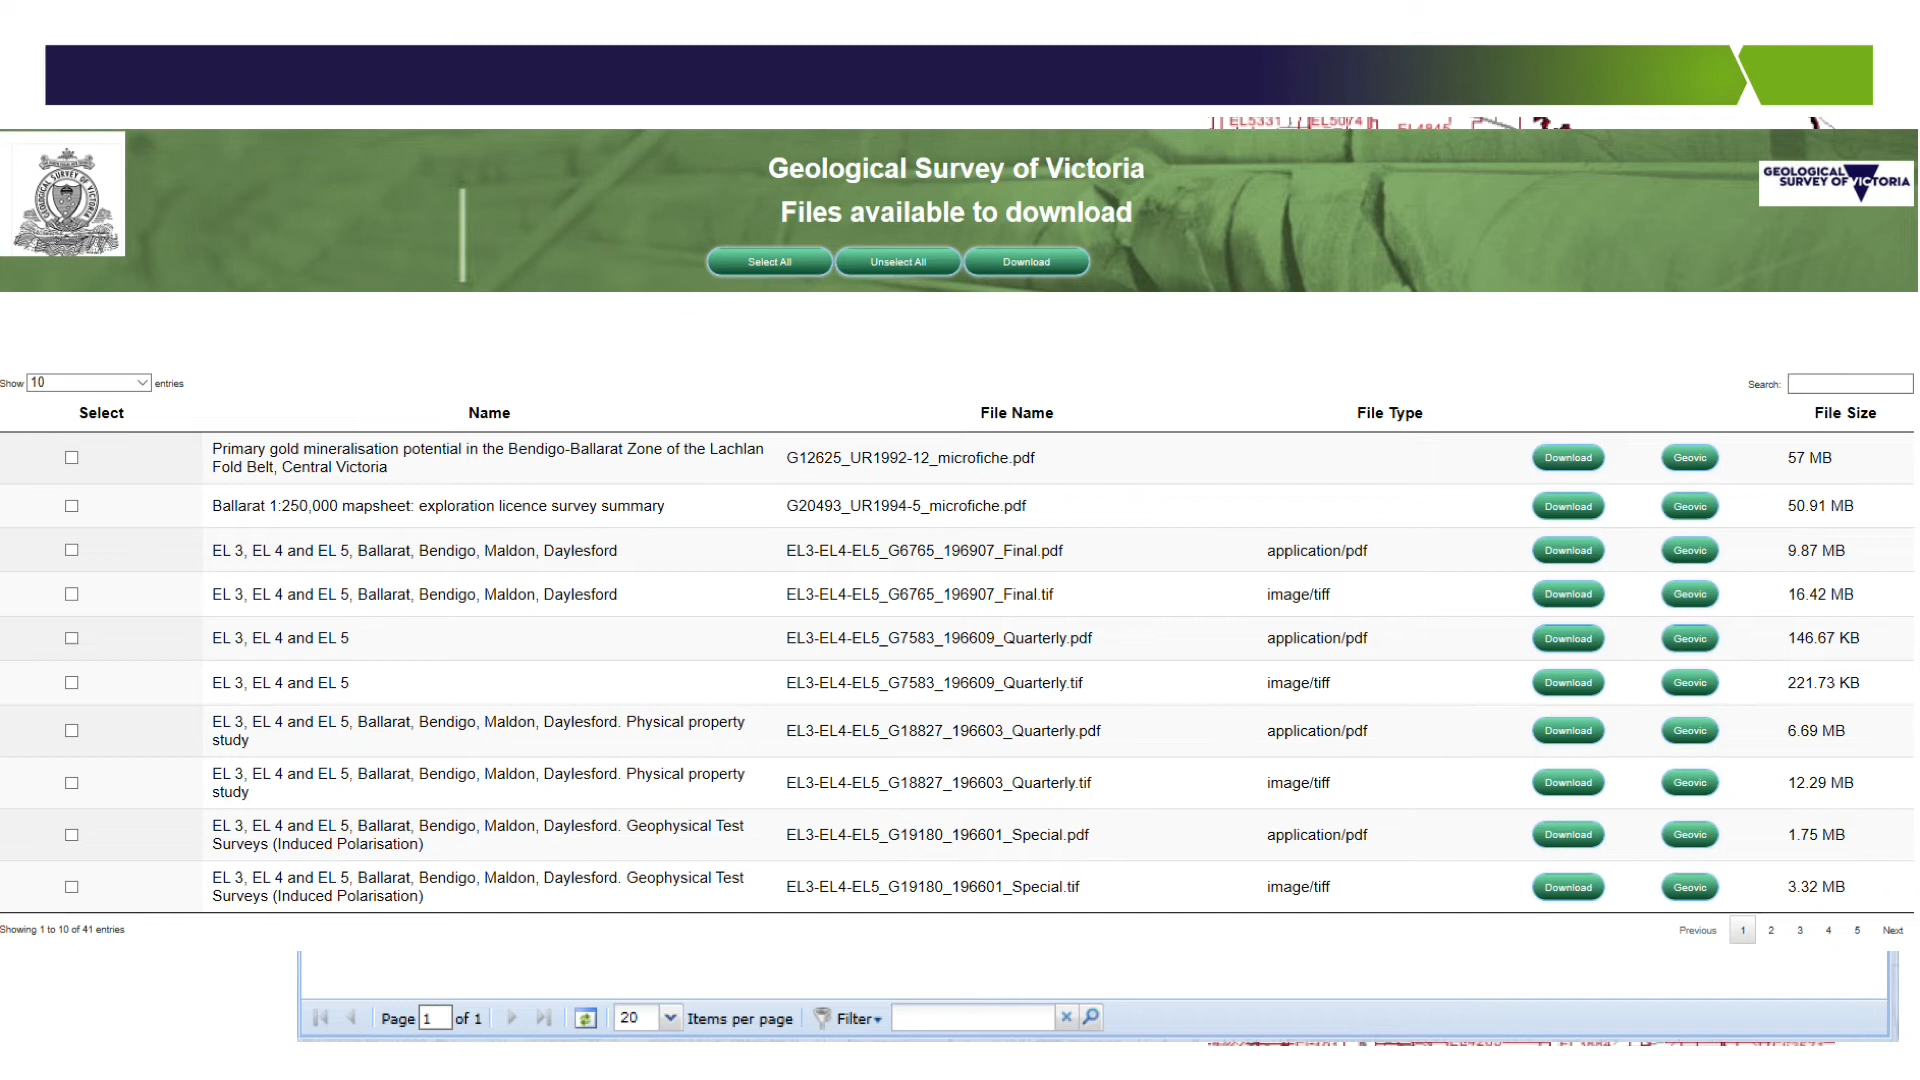 EL5331
EL5074
EL4845
GEOLOGICAL SURVEY OF VICTORIA
Geological Survey of Victoria
Files available to download
GEOLOGICAL
SURVEY OF VICTORIA
Select All Unselect All Download
Show 10 entries Search:
Select Name File Name File Type File Size
Primary gold mineralisation potential in the Bendigo-Ballarat Zone of the Lachlan
Fold Belt, Central Victoria
G12625_UR1992-12_microfiche.pdf Download Geovic 57 MB
Ballarat 1:250,000 mapsheet: exploration licence survey summary G20493_UR1994-5_microfiche.pdf Download Geovic 50.91 MB
EL 3, EL 4 and EL 5, Ballarat, Bendigo, Maldon, Daylesford EL3-EL4-EL5_G6765_196907_Final.pdf application/pdf Download Geovic 9.87 MB
EL 3, EL 4 and EL 5, Ballarat, Bendigo, Maldon, Daylesford EL3-EL4-EL5_G6765_196907_Final.tif image/tiff Download Geovic 16.42 MB
EL 3, EL 4 and EL 5 EL3-EL4-EL5_G7583_196609_Quarterly.pdf application/pdf Download Geovic 146.67 KB
EL 3, EL 4 and EL 5 EL3-EL4-EL5_G7583_196609_Quarterly.tif image/tiff Download Geovic 221.73 KB
EL 3, EL 4 and EL 5, Ballarat, Bendigo, Maldon, Daylesford. Physical property
study
EL3-EL4-EL5_G18827_196603_Quarterly.pdf application/pdf Download Geovic 6.69 MB
EL 3, EL 4 and EL 5, Ballarat, Bendigo, Maldon, Daylesford. Physical property
study
EL3-EL4-EL5_G18827_196603_Quarterly.tif image/tiff Download Geovic 12.29 MB
EL 3, EL 4 and EL 5, Ballarat, Bendigo, Maldon, Daylesford. Geophysical Test
Surveys (Induced Polarisation)
EL3-EL4-EL5_G19180_196601_Special.pdf application/pdf Download Geovic 1.75 MB
EL 3, EL 4 and EL 5, Ballarat, Bendigo, Maldon, Daylesford. Geophysical Test
Surveys (Induced Polarisation)
EL3-EL4-EL5_G19180_196601_Special.tif image/tiff Download Geovic 3.32 MB
Showing 1 to 10 of 41 entries Previous 1 2 3 4 5 Next
Page 1 of 1 20 Items per page Filter